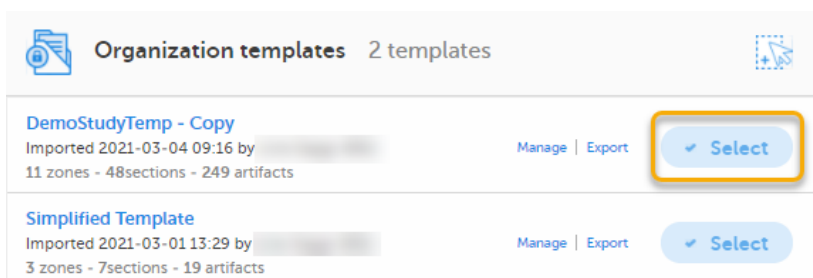 Organization templates 2 templates
DemoStudyTemp - Copy
Imported 2021-03-04 09:16 by
Manage | Export
Select
11 zones - 48sections - 249 artifacts
Simplified Template
Imported 2021-03-01 13:29 by
Manage | Export
Select
3 zones - 7sections - 19 artifacts